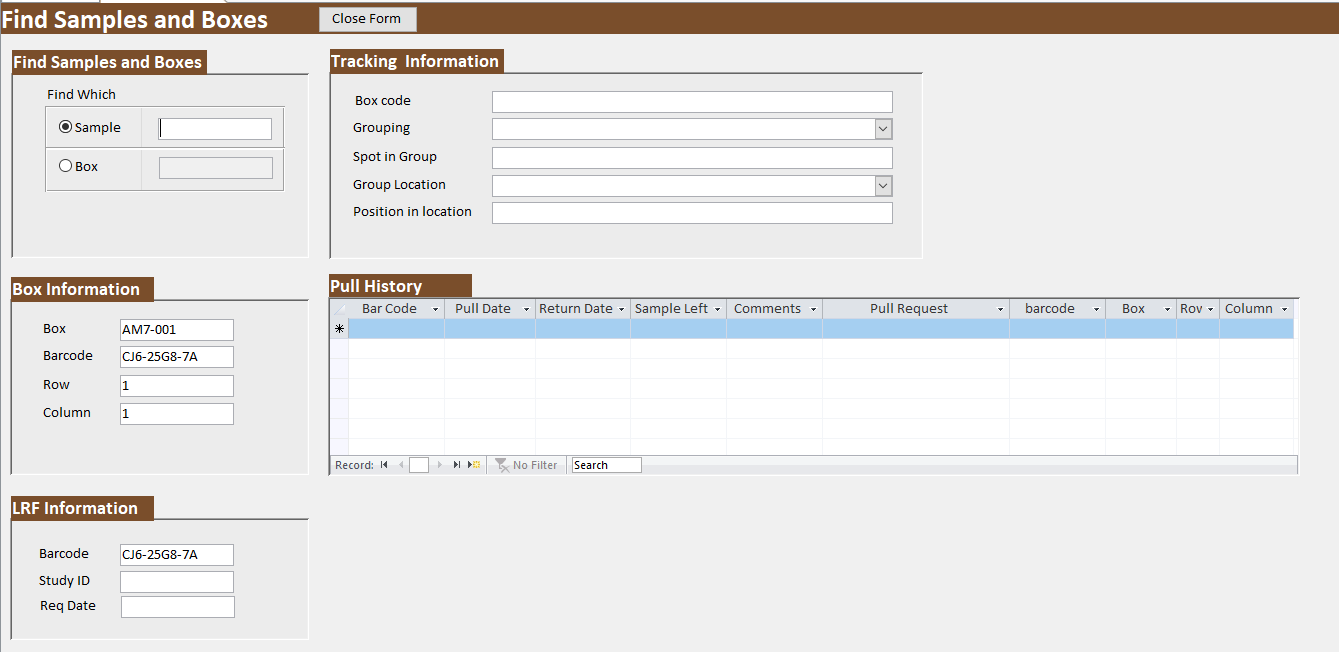 Find Samples and Boxes
Close Form
Find Samples and Boxes
Find Which
Sample
Box
Tracking Information
Box code
Grouping
Spot in Group
Group Location
Position in location
Box Information
Box AM7-001
Barcode CJ6-25G8-7A
Row 1
Column 1
Pull History
Bar Code Pull Date Return Date Sample Left Comments Pull Request barcode Box Rov Column
Record: No Filter Search
LRF Information
Barcode CJ6-25G8-7A
Study ID
Req Date